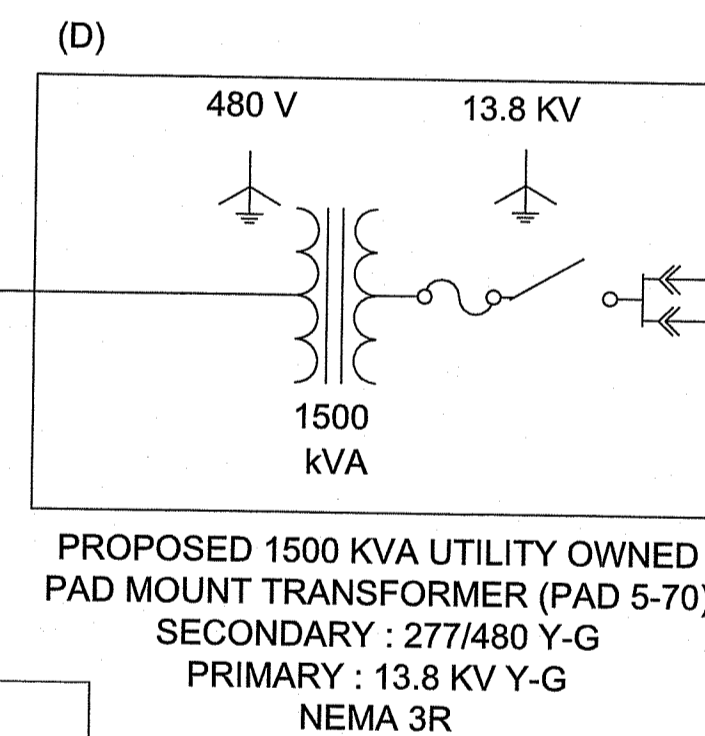 (D)
480 V
13.8 KV
1500
kVA
PROPOSED 1500 KVA UTILITY OWNED
PAD MOUNT TRANSFORMER (PAD 5-70)
SECONDARY : 277/480 Y-G
PRIMARY : 13.8 KV Y-G
NEMA 3R